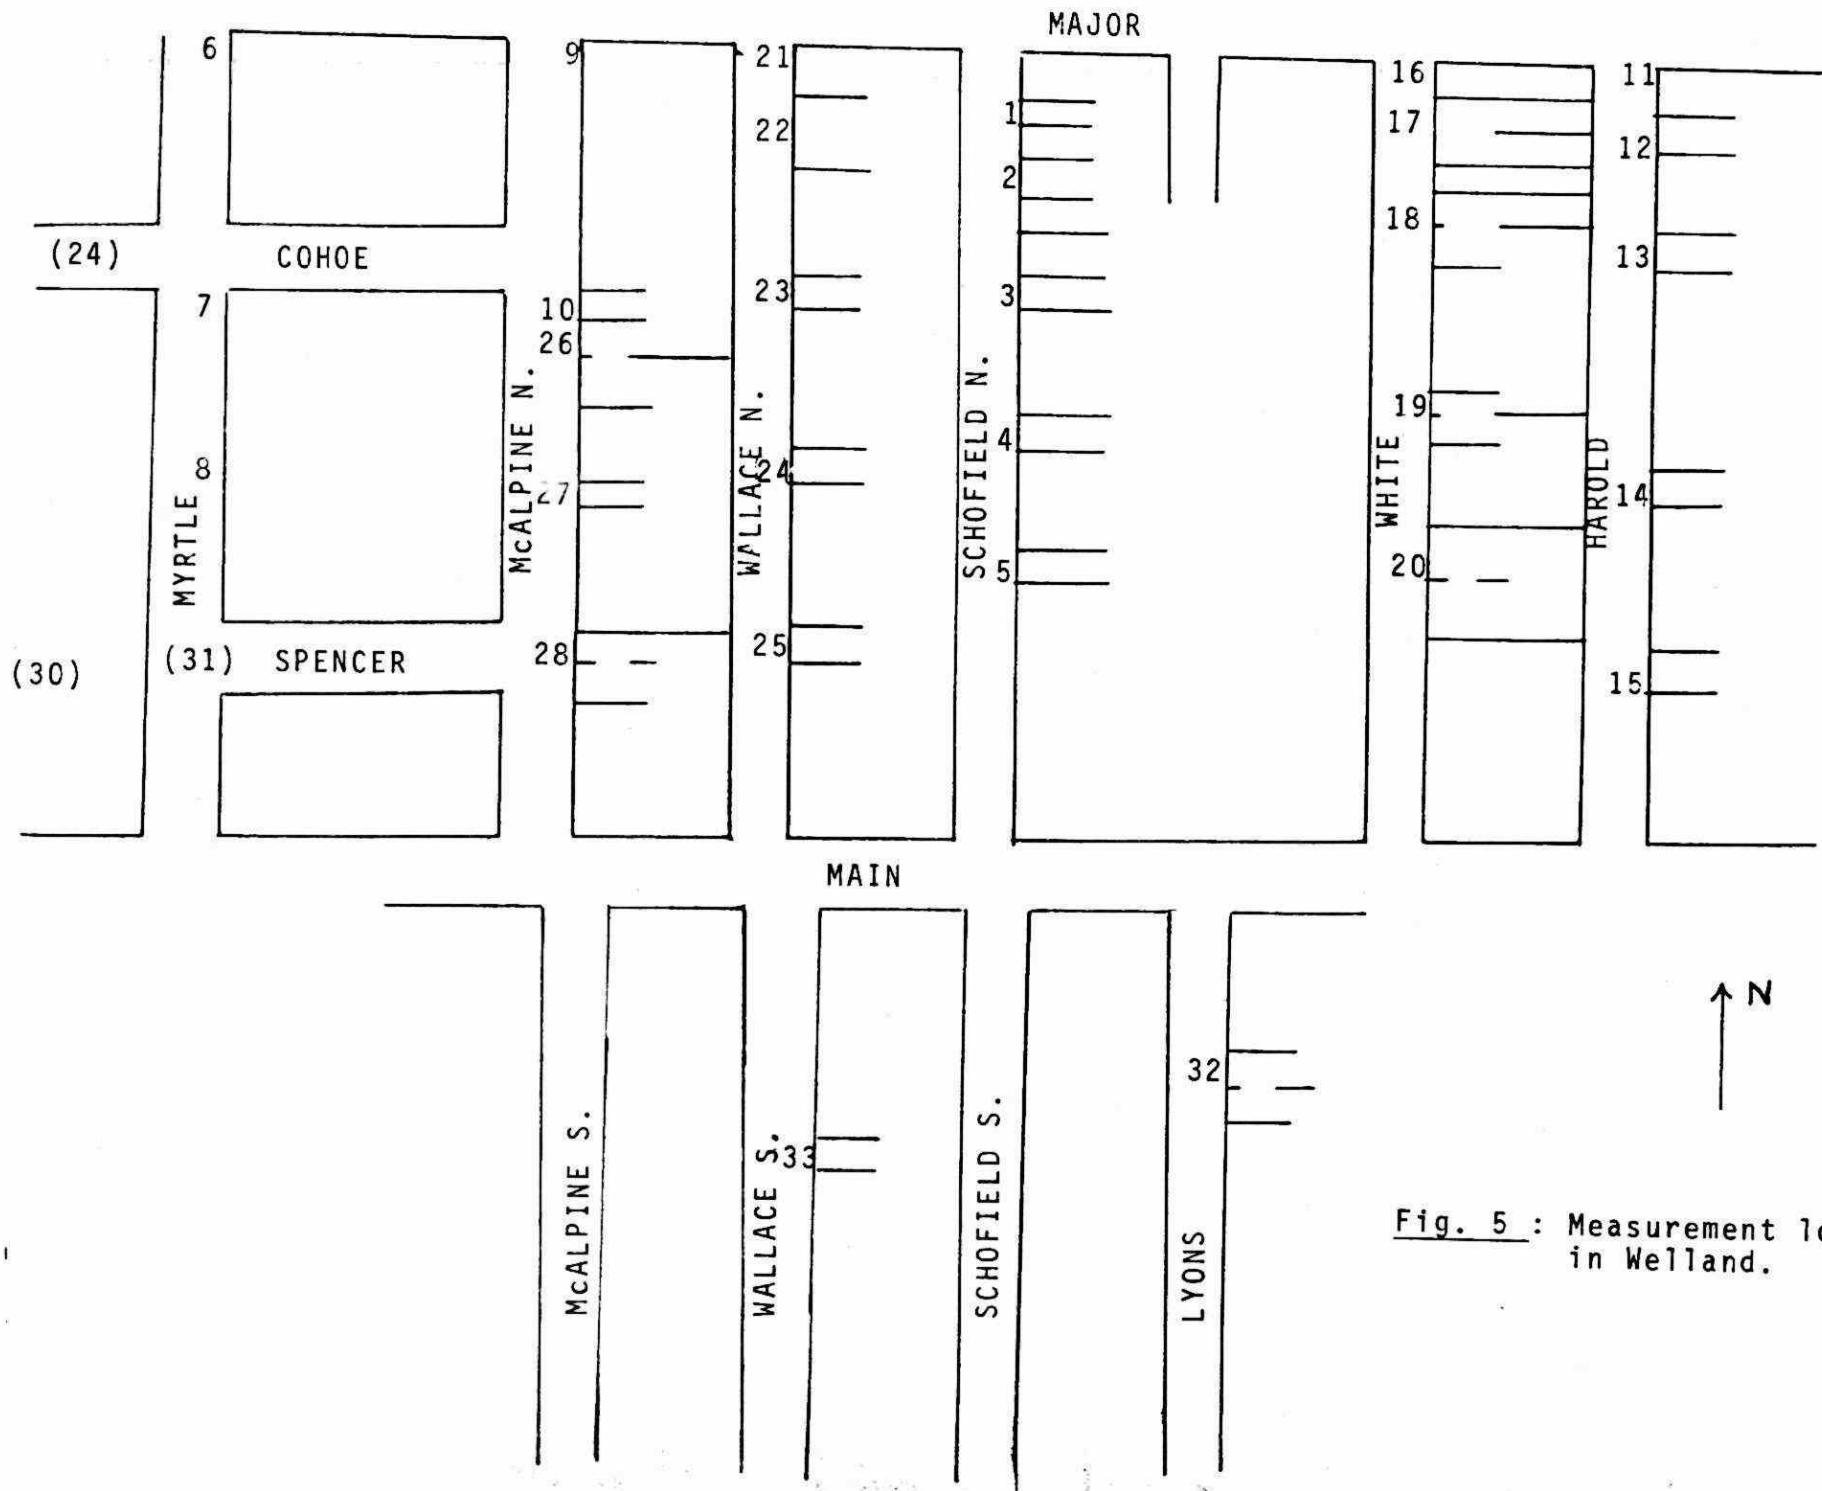 MAJOR
6
9
21
16
11
1
22
17
12
2
18
13
(24)
COHOE
7
10
23
3
26
19
4
8
27
24
14
5
20
MYRTLE
McALPINE N.
WALLACE N.
SCHOFIELD N.
WHITE
HAROLD
(30)
(31)
SPENCER
28
25
15
MAIN
N
32
33
McALPINE S.
WALLACE S.
SCHOFIELD S.
LYONS
Fig. 5 : Measurement
in Welland.